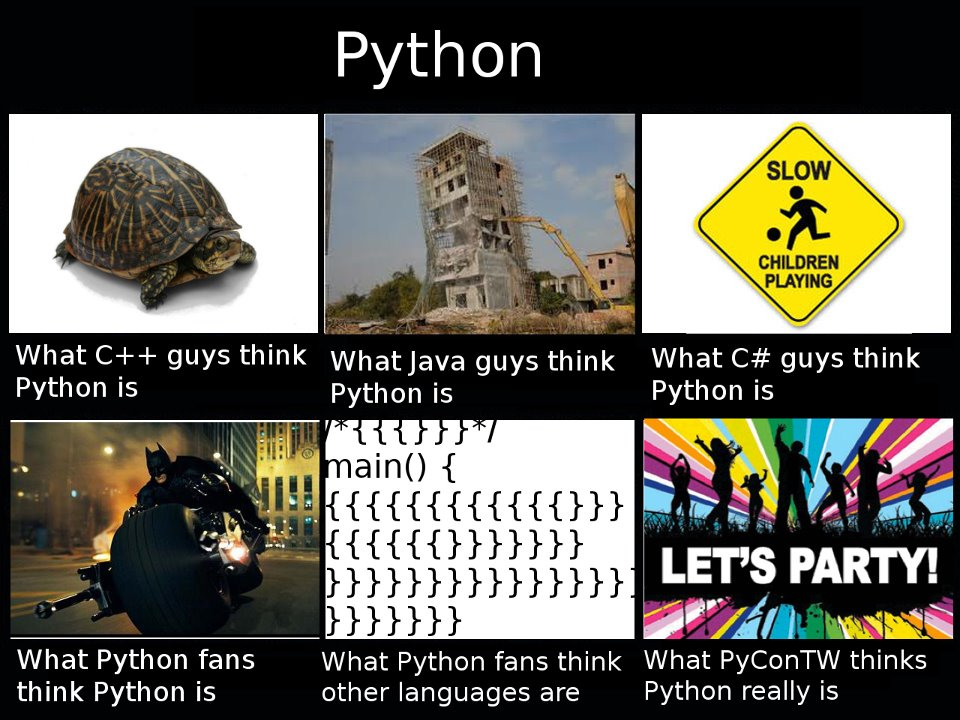 Python
What C++ guys think
Python is
What Java guys think
Python is
What C# guys think
Python is
SLOW
CHILDREN
PLAYING
/*{{{}}}*/
main() {
{{{{{{{{{{{{}}}
{{{{{{}}}}}}}
}}}}}}}}}}}}}}}}
}}}}}}}
LET'S PARTY!
What Python fans
think Python is
What Python fans think
other languages are
What PyConTW thinks
Python really is